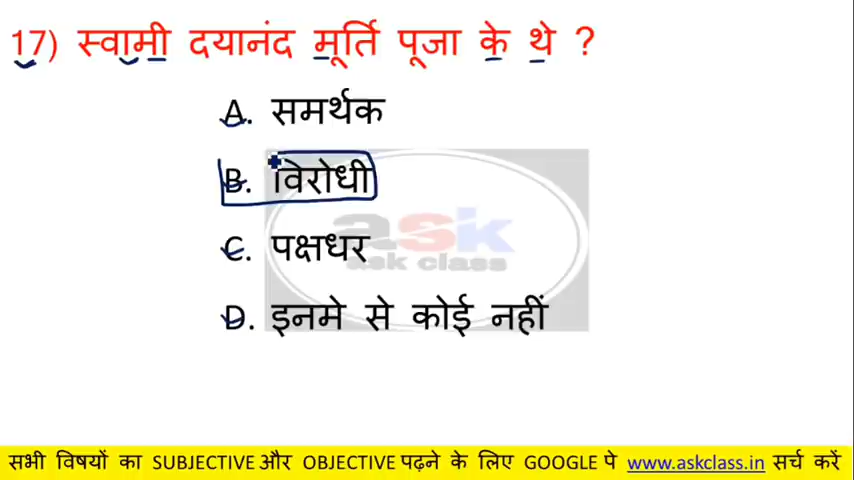 17) स्वामी दयानंद मूर्ति पूजा के थे ?
A. समर्थक
B. विरोधी
C. पक्षधर
D. इनमे से कोई नहीं
ask
ask class
सभी विषयों का SUBJECTIVE और OBJECTIVE पढ़ने के लिए GOOGLE पे www.askclass.in सर्च करें